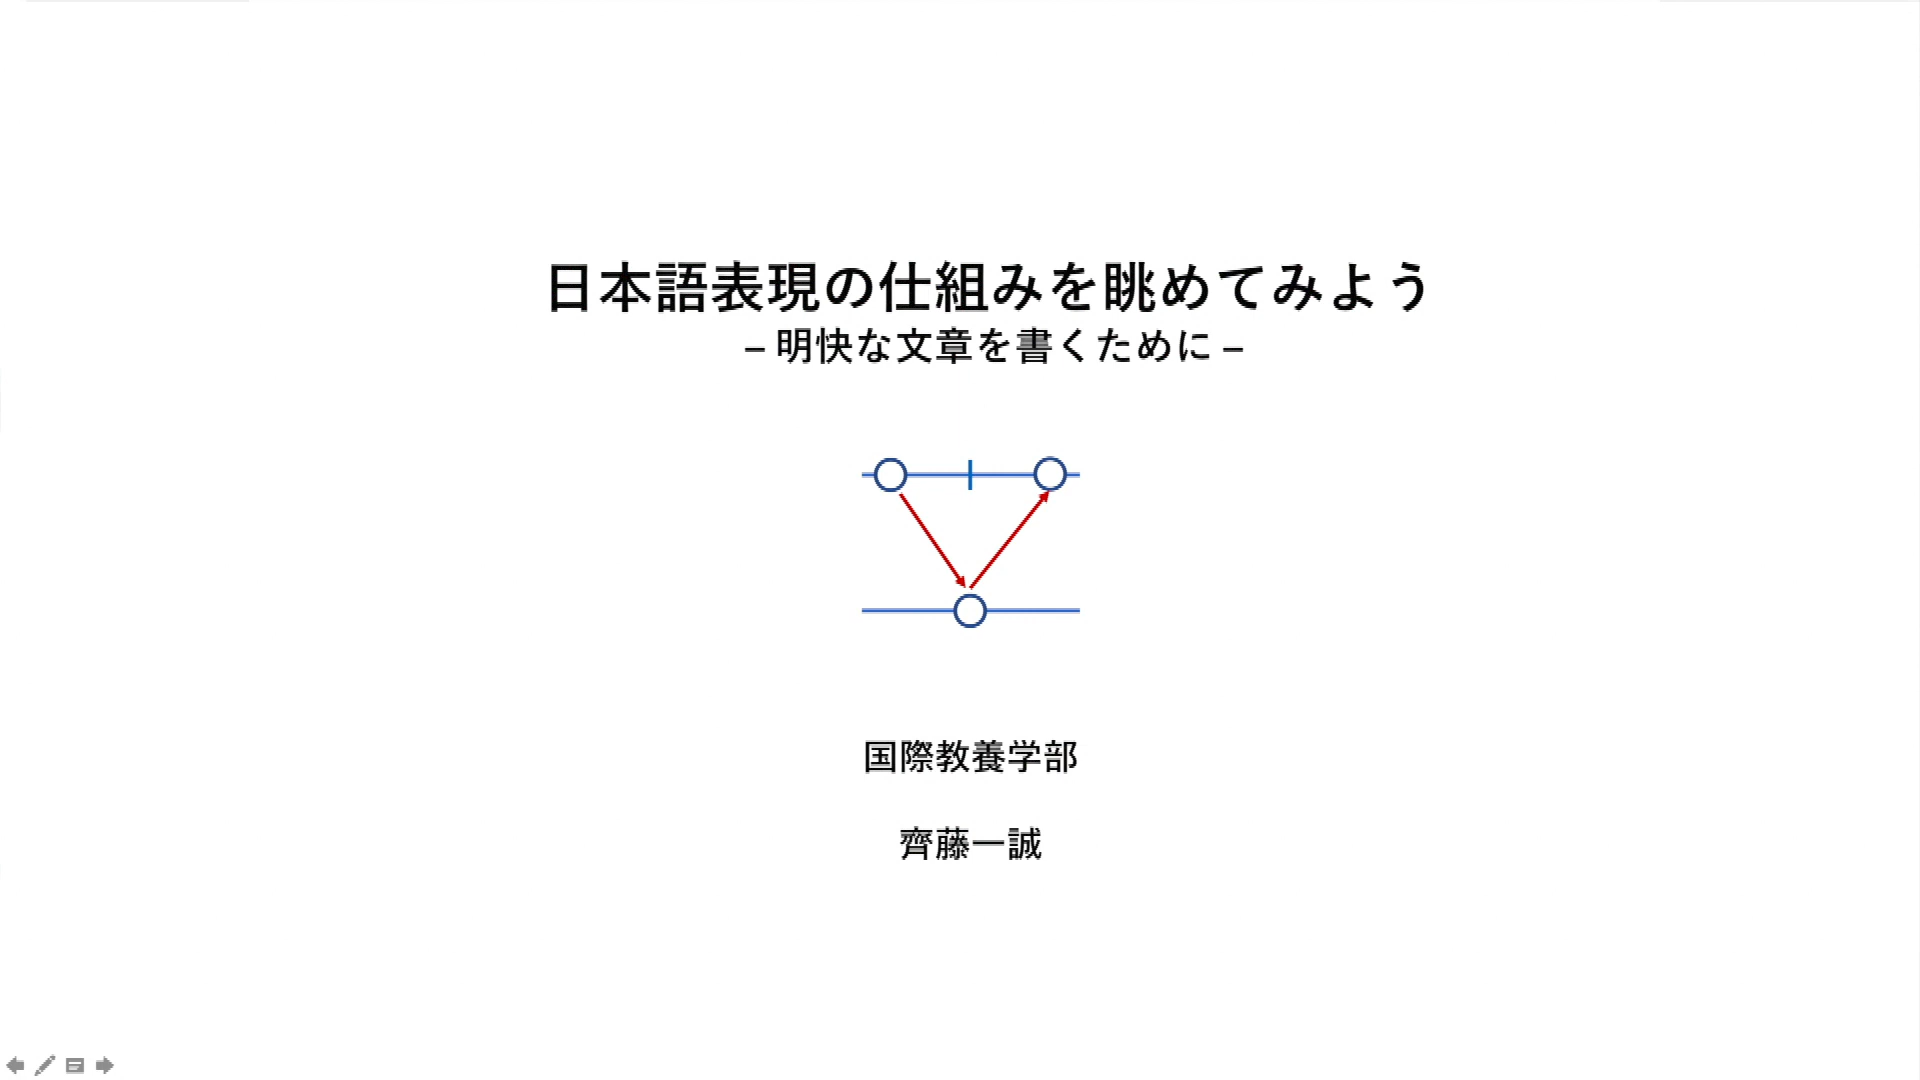 日本語表現の仕組みを眺めてみよう
– 明快な文章を書くために –
国際教養学部
齊藤一誠